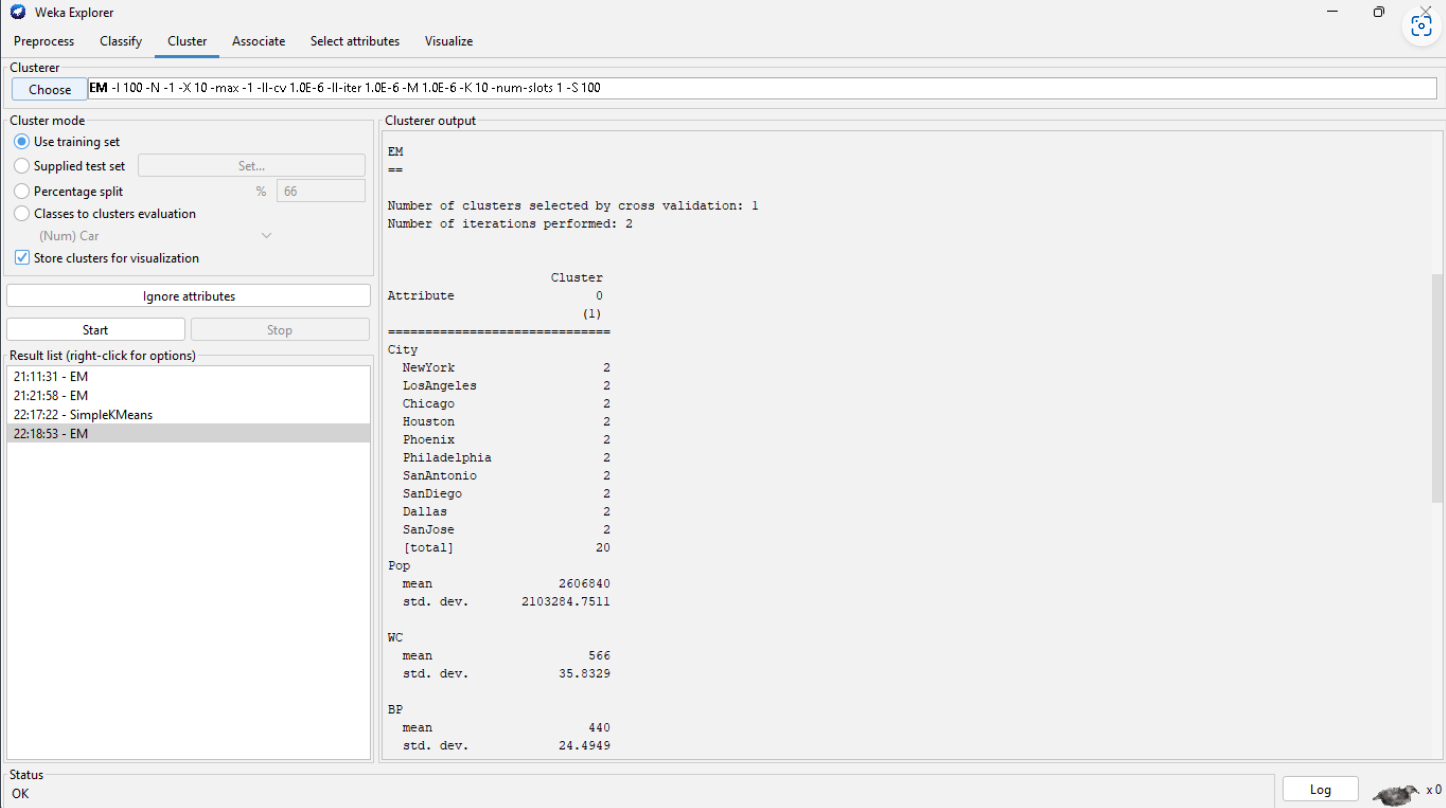 Weka Explorer
Preprocess Classify Cluster Associate Select attributes Visualize
Clusterer
Choose EM -I 100 -N -1 -X 10 -max -1 -ll-cv 1.0E-6 -ll-iter 1.0E-6 -M 1.0E-6 -K 10 -num-slots 1 -S 100
Cluster mode
Use training set
Supplied test set Set...
Percentage split % 66
Classes to clusters evaluation
(Num) Car
Store clusters for visualization
Ignore attributes
Start Stop
Result list (right-click for options)
21:11:31 - EM
21:21:58 - EM
22:17:22 - SimpleKMeans
22:18:53 - EM
Clusterer output
EM
==
Number of clusters selected by cross validation: 1
Number of iterations performed: 2
Cluster
Attribute 0
(1)
==============================
City
NewYork 2
LosAngeles 2
Chicago 2
Houston 2
Phoenix 2
Philadelphia 2
SanAntonio 2
SanDiego 2
Dallas 2
SanJose 2
[total] 20
Pop
mean 2606840
std. dev. 2103284.7511
WC
mean 566
std. dev. 35.8329
BP
mean 440
std. dev. 24.4949
Status
OK
Log x 0